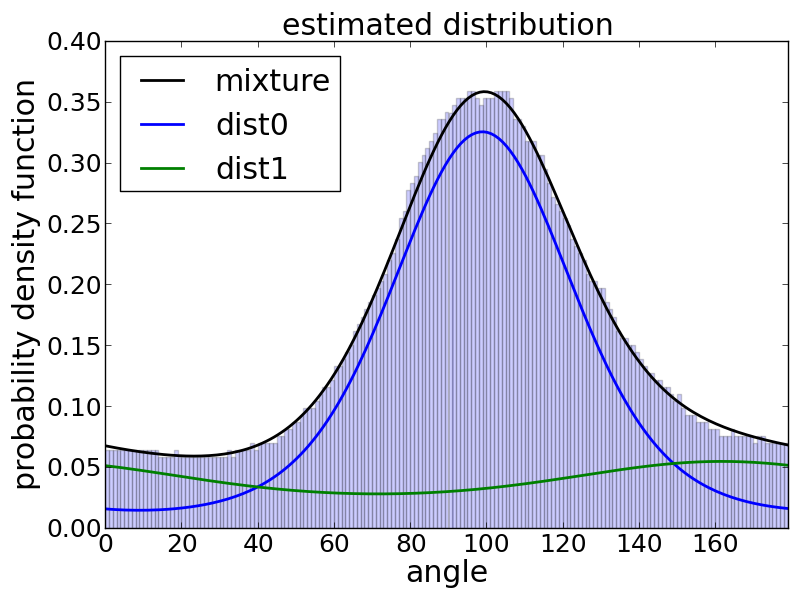 estimated distribution
mixture
dist0
dist1
probability density function
0.40
0.35
0.30
0.25
0.20
0.15
0.10
0.05
0.00
0 20 40 60 80 100 120 140 160
angle